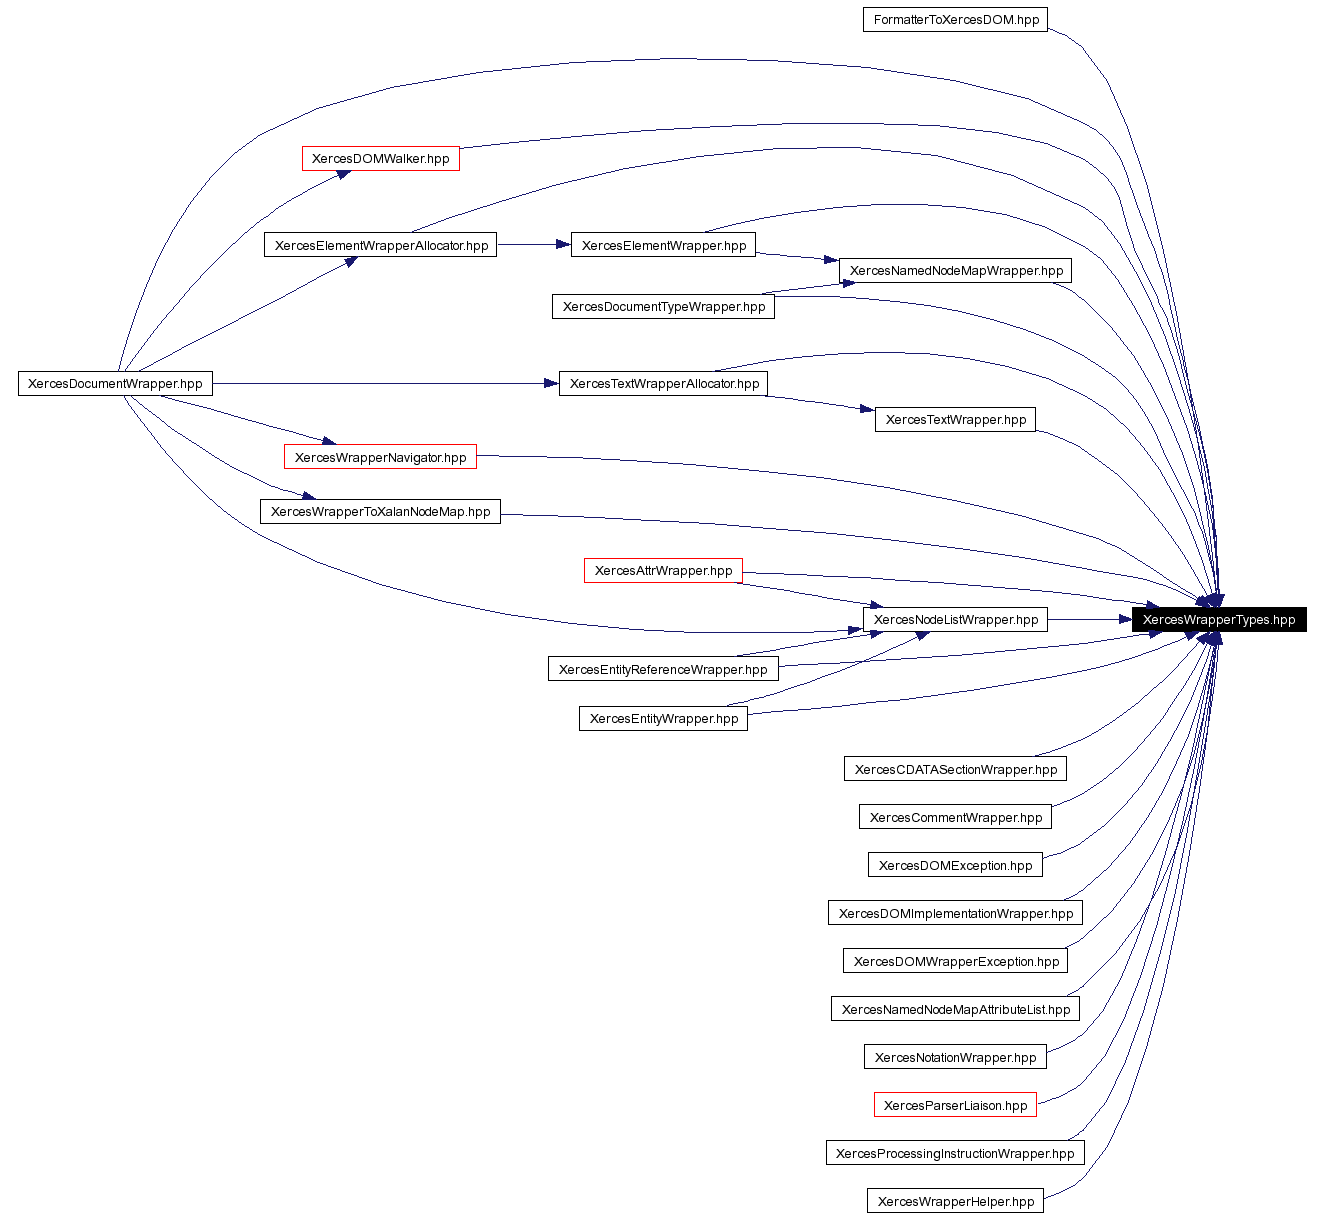 FormatterToXercesDOM.hpp
XercesDOMWalker.hpp
XercesElementWrapperAllocator.hpp
XercesElementWrapper.hpp
XercesNamedNodeMapWrapper.hpp
XercesDocumentTypeWrapper.hpp
XercesDocumentWrapper.hpp
XercesTextWrapperAllocator.hpp
XercesTextWrapper.hpp
XercesWrapperNavigator.hpp
XercesWrapperToXalanNodeMap.hpp
XercesAttrWrapper.hpp
XercesNodeListWrapper.hpp
XercesWrapperTypes.hpp
XercesEntityReferenceWrapper.hpp
XercesEntityWrapper.hpp
XercesCDATASectionWrapper.hpp
XercesCommentWrapper.hpp
XercesDOMException.hpp
XercesDOMImplementationWrapper.hpp
XercesDOMWrapperException.hpp
XercesNamedNodeMapAttributeList.hpp
XercesNotationWrapper.hpp
XercesParserLiaison.hpp
XercesProcessingInstructionWrapper.hpp
XercesWrapperHelper.hpp